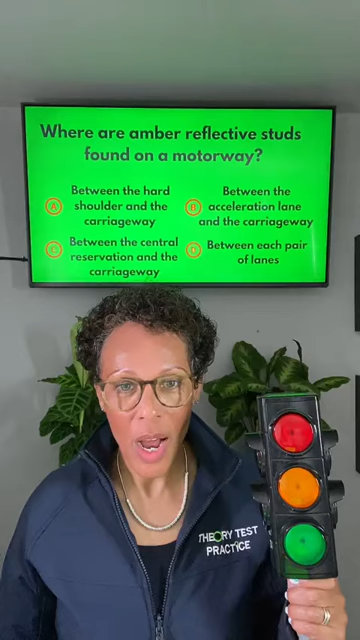 Where are amber reflective studs
found on a motorway?
A Between the hard
shoulder and the
carriageway
B Between the
acceleration lane
and the carriageway
Between the central
reservation and the
carriageway
Between each pair
of lanes
THEORY TEST
PRACTICE